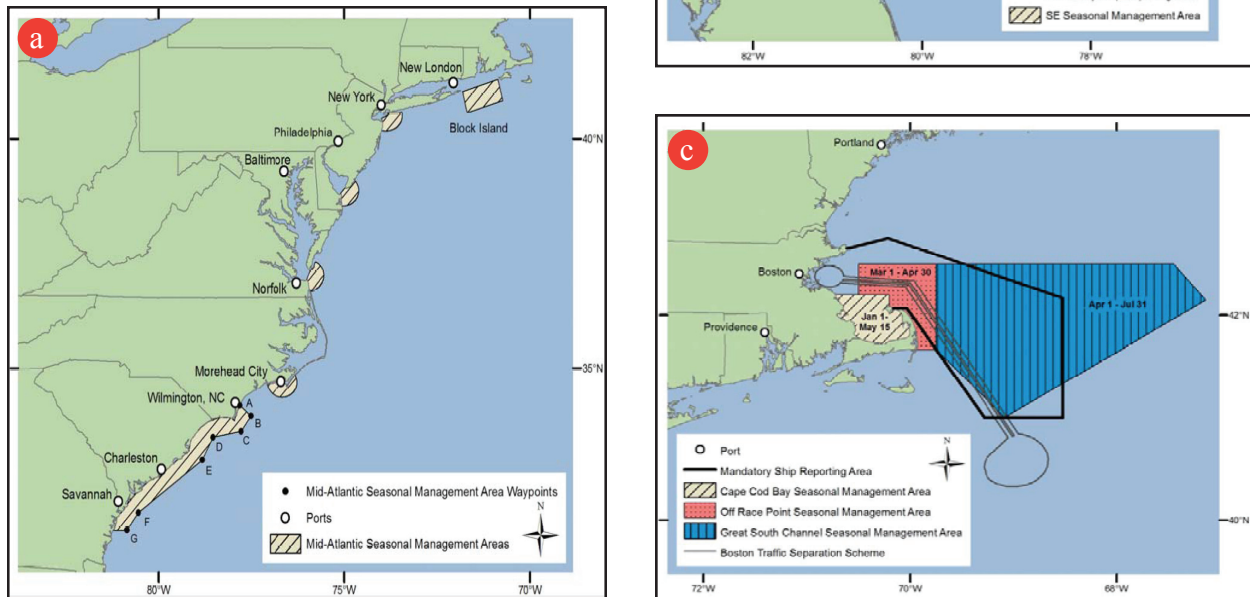 a
New London
New York
Block Island
Philadelphia
40°N
Baltimore
Norfolk
35°N
Morehead City
Wilmington, NC
A
B
C
D
E
Charleston
Savannah
F
G
Mid-Atlantic Seasonal Management Area Waypoints
Ports
Mid-Atlantic Seasonal Management Areas
N
80°W
75°W
70°W
SE Seasonal Management Area
82°W
80°W
78°W
c
Portland
Boston
Mar 1 - Apr 30
Apr 1 - Jul 31
Jan 1-
May 15
42°N
Providence
Port
N
Mandatory Ship Reporting Area
Cape Cod Bay Seasonal Management Area
Off Race Point Seasonal Management Area
Great South Channel Seasonal Management Area
Boston Traffic Separation Scheme
40°N
72°W
70°W
68°W